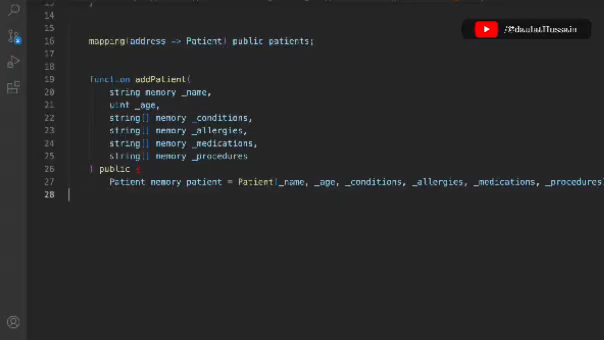 13 }
14
/@daulatHussain
15
16 mapping(address => Patient) public patients;
17
18
19 function addPatient(
20 string memory _name,
21 uint _age,
22 string[] memory _conditions,
23 string[] memory _allergies,
24 string[] memory _medications,
25 string[] memory _procedures
26 ) public {
27 Patient memory patient = Patient(_name, _age, _conditions, _allergies, _medications, _procedures)
28